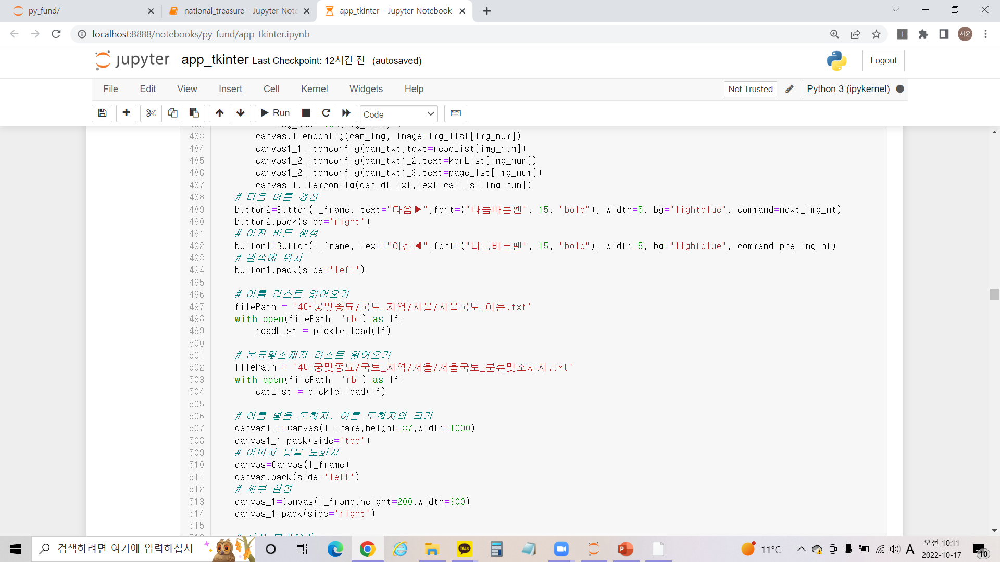 py_fund/
national_treasure - Jupyter Note
app_tkinter - Jupyter Notebook
localhost:8888/notebooks/py_fund/app_tkinter.ipynb
서윤
jupyter app_tkinter Last Checkpoint: 12시간 전 (autosaved)
Logout
File Edit View Insert Cell Kernel Widgets Help
Not Trusted
Python 3 (ipykernel)
Run
Code
483 canvas.itemconfig(can_img, image=img_list[img_num])
484 canvas1_1.itemconfig(can_txt,text=readList[img_num])
485 canvas1_2.itemconfig(can_txt1_2,text=korList[img_num])
486 canvas1_2.itemconfig(can_txt1_3,text=page_lst[img_num])
487 canvas_1.itemconfig(can_dt_txt,text=catList[img_num])
488 # 다음 버튼 생성
489 button2=Button(l_frame, text="다음▶",font=("나눔바른펜", 15, "bold"), width=5, bg="lightblue", command=next_img_nt)
490 button2.pack(side='right')
491 # 이전 버튼 생성
492 button1=Button(l_frame, text="이전◀",font=("나눔바른펜", 15, "bold"), width=5, bg="lightblue", command=pre_img_nt)
493 # 왼쪽에 위치
494 button1.pack(side='left')
495
496 # 이름 리스트 읽어오기
497 filePath = '4대궁및종묘/국보_지역/서울/서울국보_이름.txt'
498 with open(filePath, 'rb') as lf:
499 readList = pickle.load(lf)
500
501 # 분류및소재지 리스트 읽어오기
502 filePath = '4대궁및종묘/국보_지역/서울/서울국보_분류및소재지.txt'
503 with open(filePath, 'rb') as lf:
504 catList = pickle.load(lf)
505
506 # 이름 넣을 도화지, 이름 도화지의 크기
507 canvas1_1=Canvas(l_frame,height=37,width=1000)
508 canvas1_1.pack(side='top')
509 # 이미지 넣을 도화지
510 canvas=Canvas(l_frame)
511 canvas.pack(side='left')
512 # 세부 설명
513 canvas_1=Canvas(l_frame,height=200,width=300)
514 canvas_1.pack(side='right')
515
검색하려면 여기에 입력하십시
TALK
11°C
A
오전 10:11
2022-10-17
10